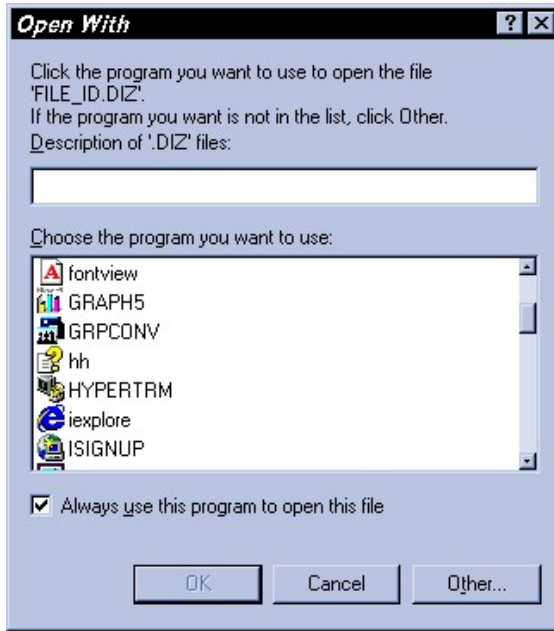 Open With
Click the program you want to use to open the file
'FILE_ID.DIZ'.
If the program you want is not in the list, click Other.
Description of '.DIZ' files:
Choose the program you want to use:
fontview
GRAPH5
GRPCONV
hh
HYPERTRM
iexplore
ISIGNUP
Always use this program to open this file
OK
Cancel
Other...